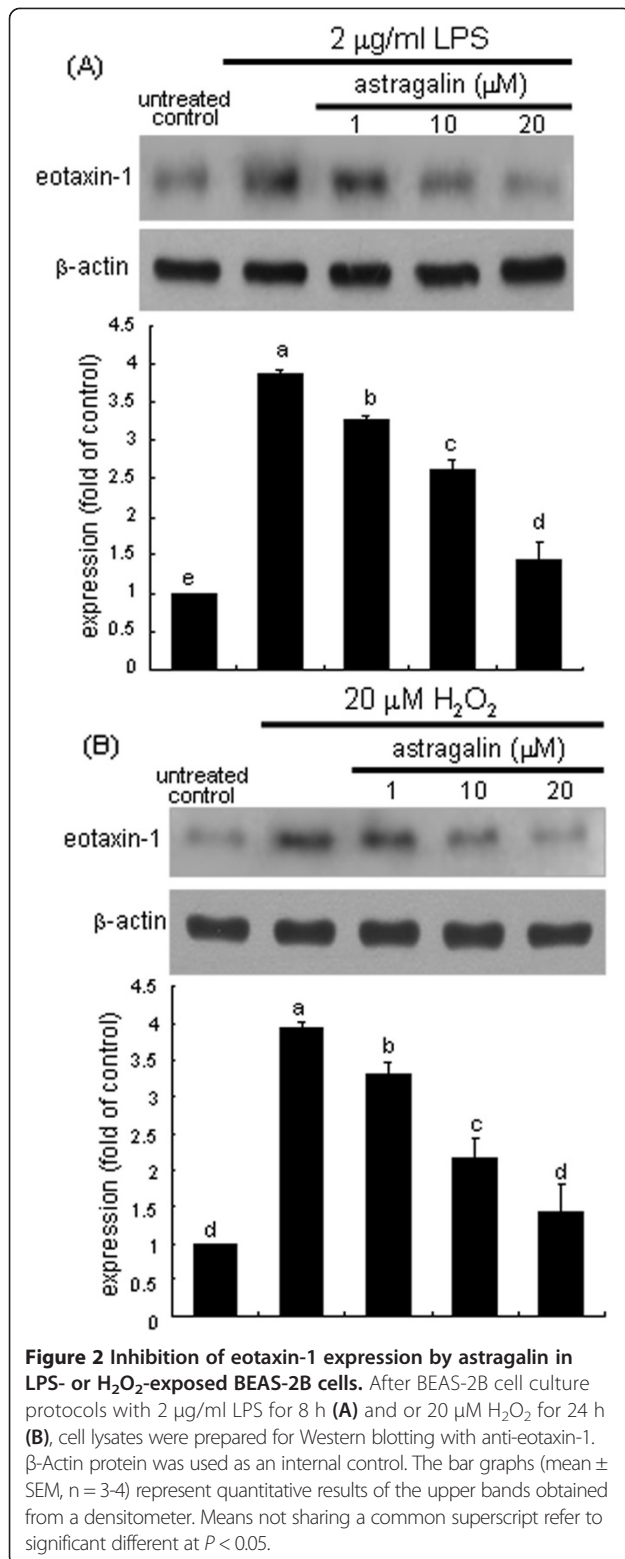 (A)
2 µg/ml LPS
untreated control
astragalin (µM)
1 10 20
eotaxin-1
β-actin
expression (fold of control)
4.5
4
3.5
3
2.5
2
1.5
1
0.5
0
e
a
b
c
d
(B)
20 µM H₂O₂
untreated control
astragalin (µM)
1 10 20
eotaxin-1
β-actin
expression (fold of control)
4.5
4
3.5
3
2.5
2
1.5
1
0.5
0
d
a
b
c
d
Figure 2 Inhibition of eotaxin-1 expression by astragalin in
LPS- or H₂O₂-exposed BEAS-2B cells. After BEAS-2B cell culture
protocols with 2 µg/ml LPS for 8 h (A) and or 20 µM H₂O₂ for 24 h
(B), cell lysates were prepared for Western blotting with anti-eotaxin-1.
β-Actin protein was used as an internal control. The bar graphs (mean ±
SEM, n = 3-4) represent quantitative results of the upper bands obtained
from a densitometer. Means not sharing a common superscript refer to
significant different at P < 0.05.